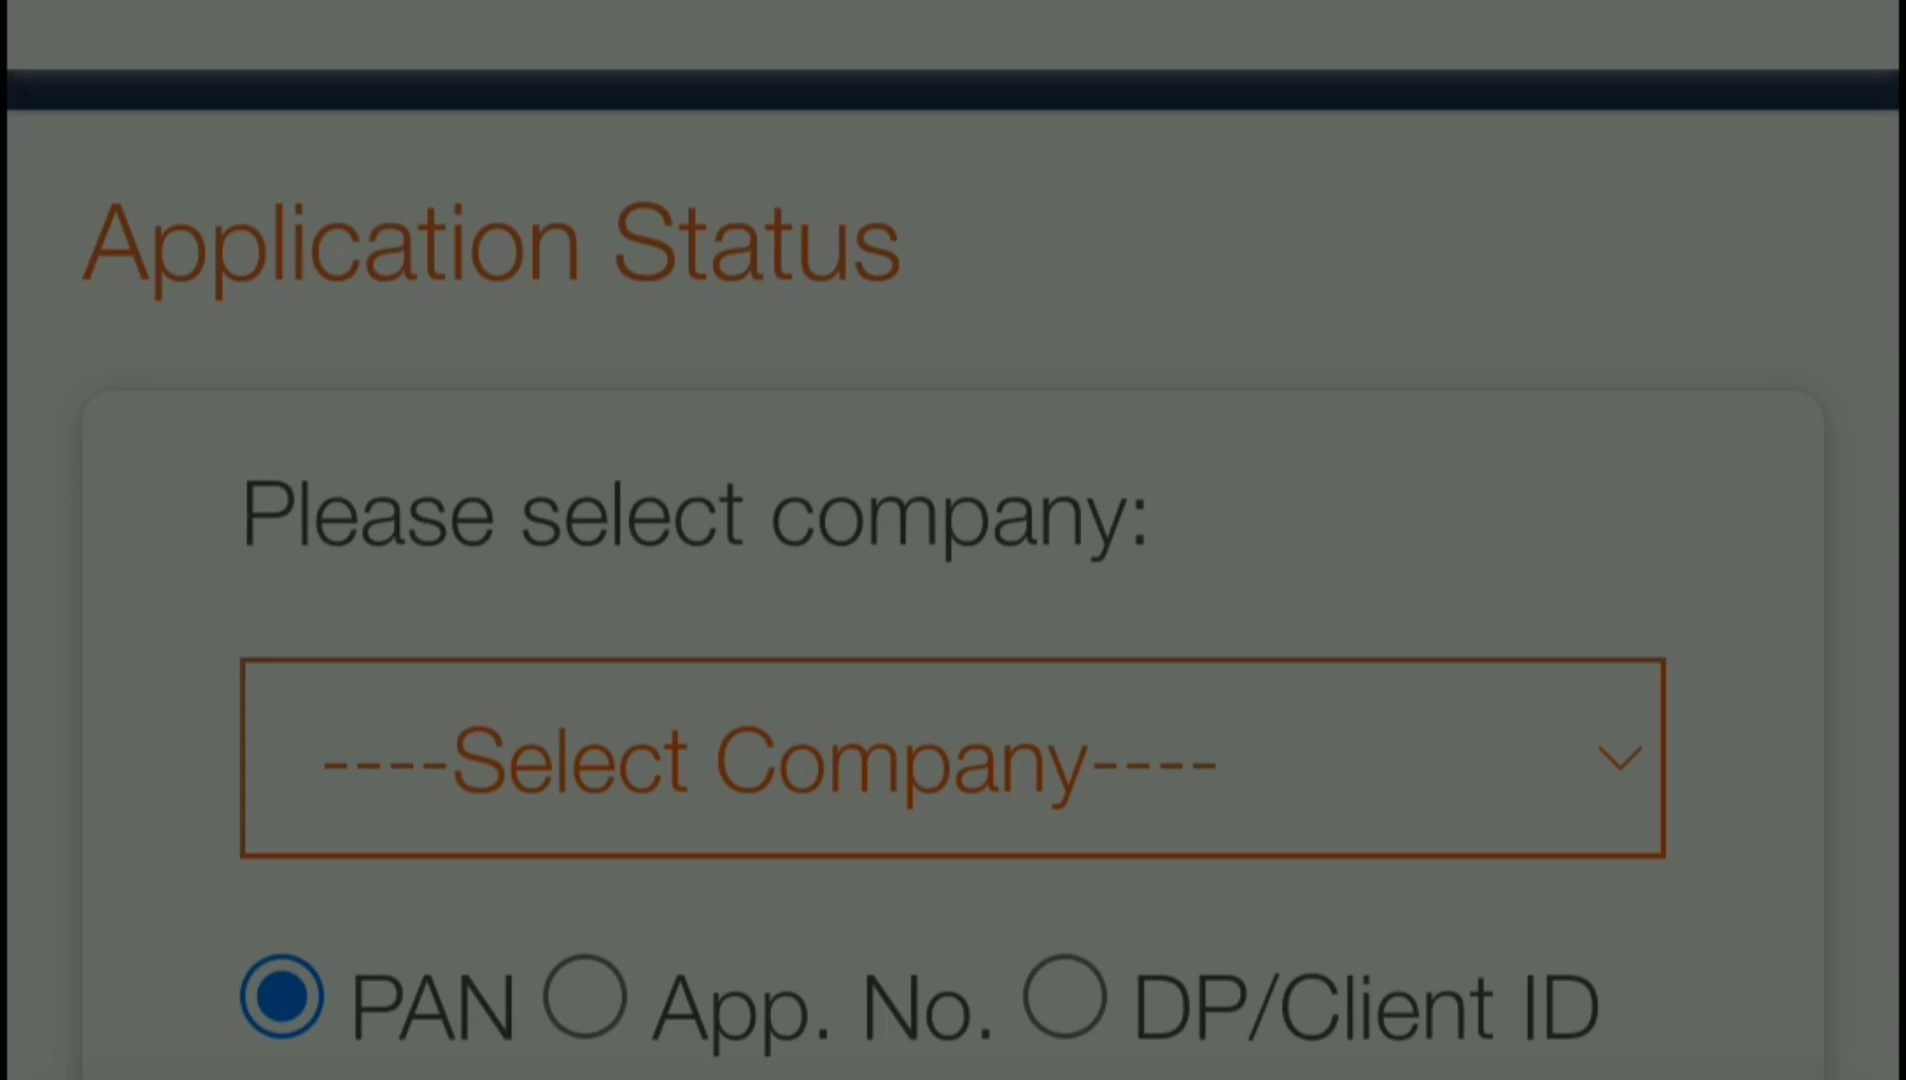 Application Status
Please select company:
----Select Company----
PAN App. No. DP/Client ID